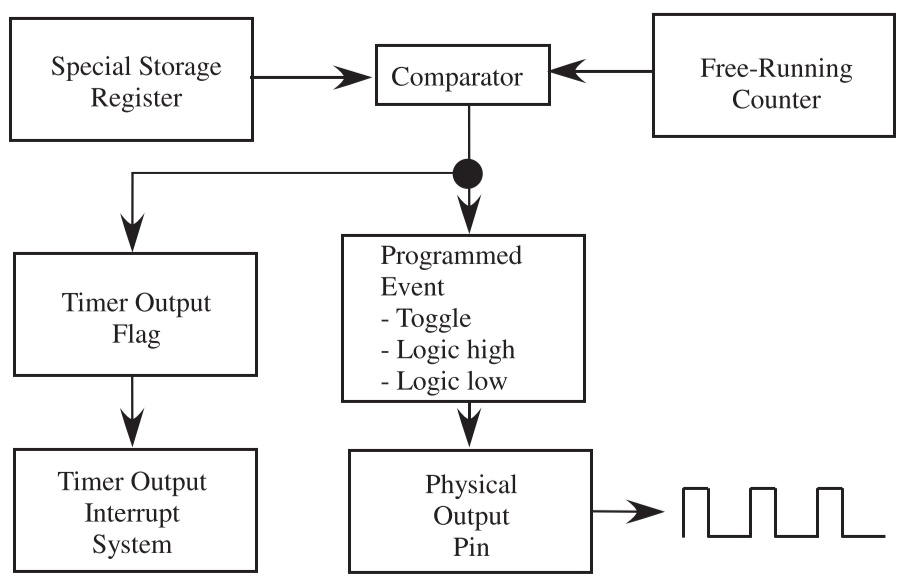 Special Storage
Register
Comparator
Free-Running
Counter
Timer Output
Flag
Programmed
Event
- Toggle
- Logic high
- Logic low
Timer Output
Interrupt
System
Physical
Output
Pin